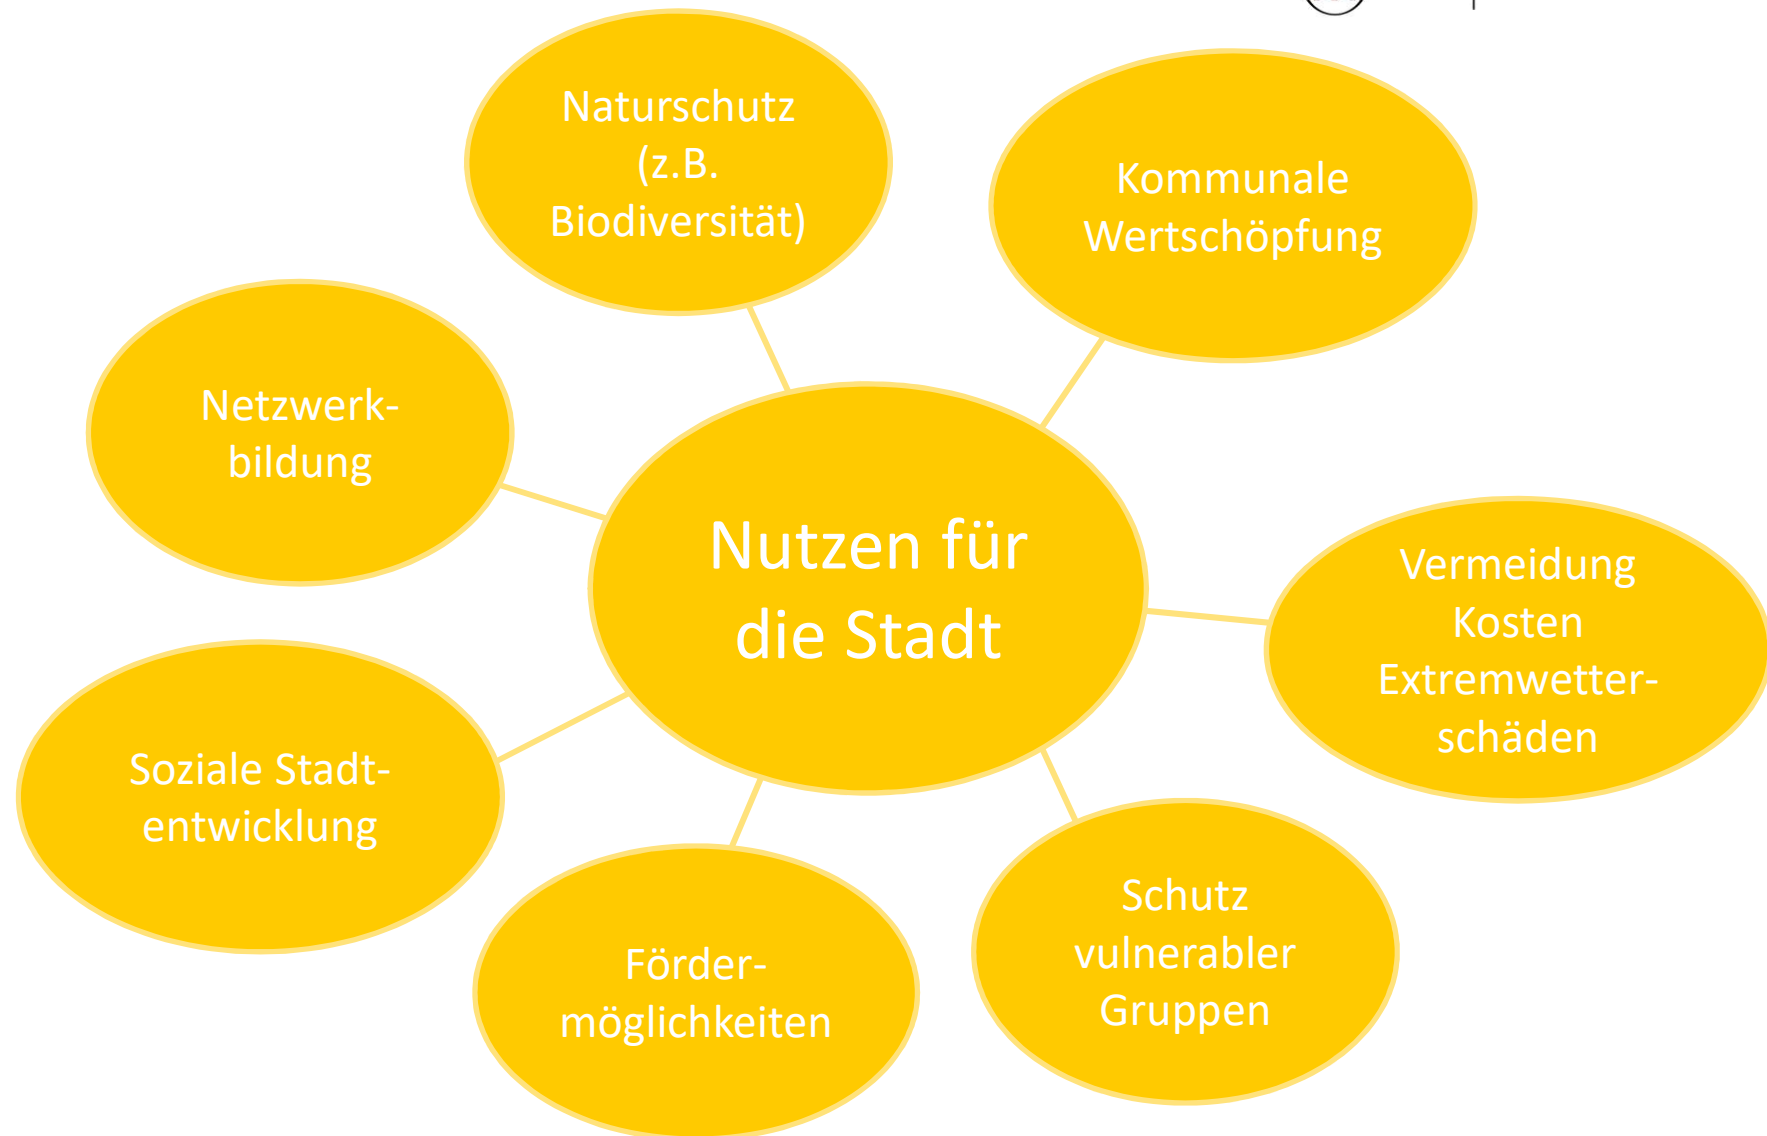 Naturschutz
(z.B.
Biodiversität)
Kommunale
Wertschöpfung
Netzwerk-
bildung
Nutzen für
die Stadt
Vermeidung
Kosten
Extremwetter-
schäden
Soziale Stadt-
entwicklung
Schutz
vulnerabler
Gruppen
Förder-
möglichkeiten